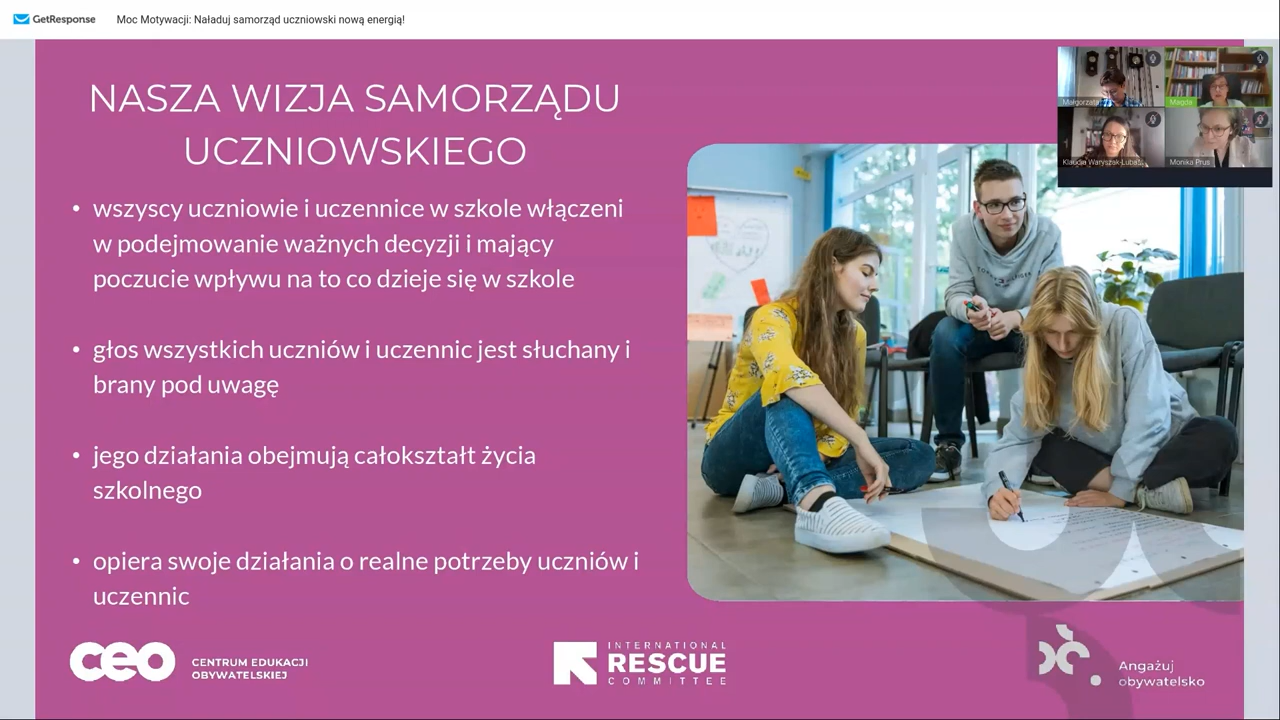 GetResponse Moc Motywacji: Naładuj samorząd uczniowski nową energią!
NASZA WIZJA SAMORZĄDU
UCZNIOWSKIEGO
• wszyscy uczniowie i uczennice w szkole włączeni
w podejmowanie ważnych decyzji i mający
poczucie wpływu na to co dzieje się w szkole
• głos wszystkich uczniów i uczennic jest słuchany i
brany pod uwagę
• jego działania obejmują całokształt życia
szkolnego
• opiera swoje działania o realne potrzeby uczniów i
uczennic
Małgorzata
Magda
Monika Prus
ceo
CENTRUM EDUKACJI
OBYWATELSKIEJ
INTERNATIONAL
RESCUE
COMMITTEE
Angażuj
obywatelsko